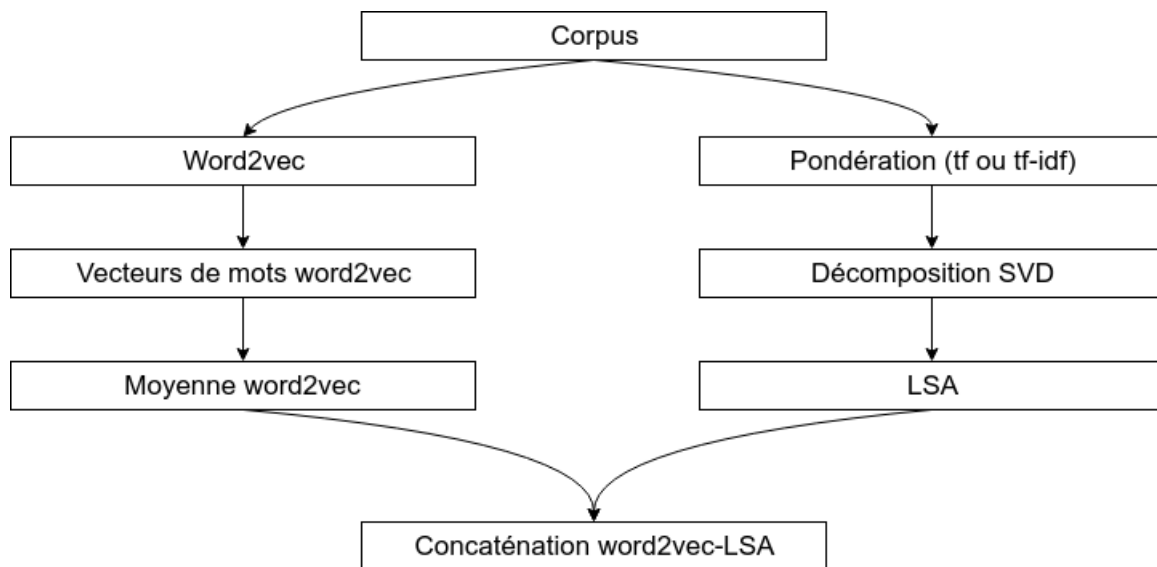 Corpus
Word2vec
Pondération (tf ou tf-idf)
Vecteurs de mots word2vec
Décomposition SVD
Moyenne word2vec
LSA
Concaténation word2vec-LSA